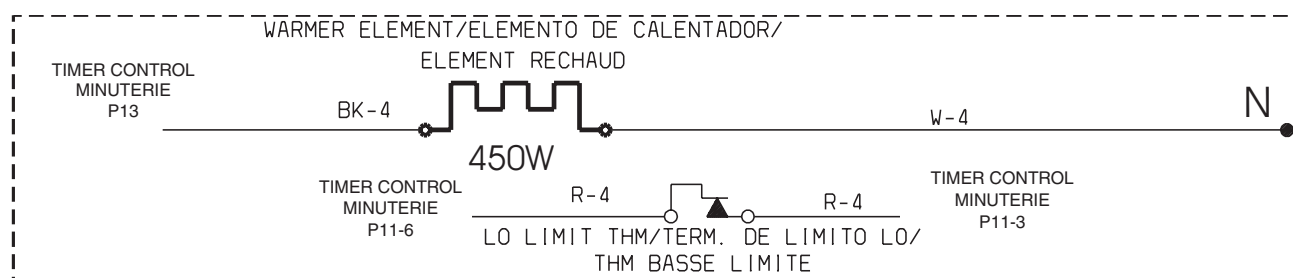 WARMER ELEMENT/ELEMENTO DE CALENTADOR/
ELEMENT RECHAUD
TIMER CONTROL
MINUTERIE
P13
BK-4
W-4
N
450W
TIMER CONTROL
MINUTERIE
P11-6
R-4
R-4
TIMER CONTROL
MINUTERIE
P11-3
LO LIMIT THM/TERM. DE LIMITO LO/
THM BASSE LIMITE